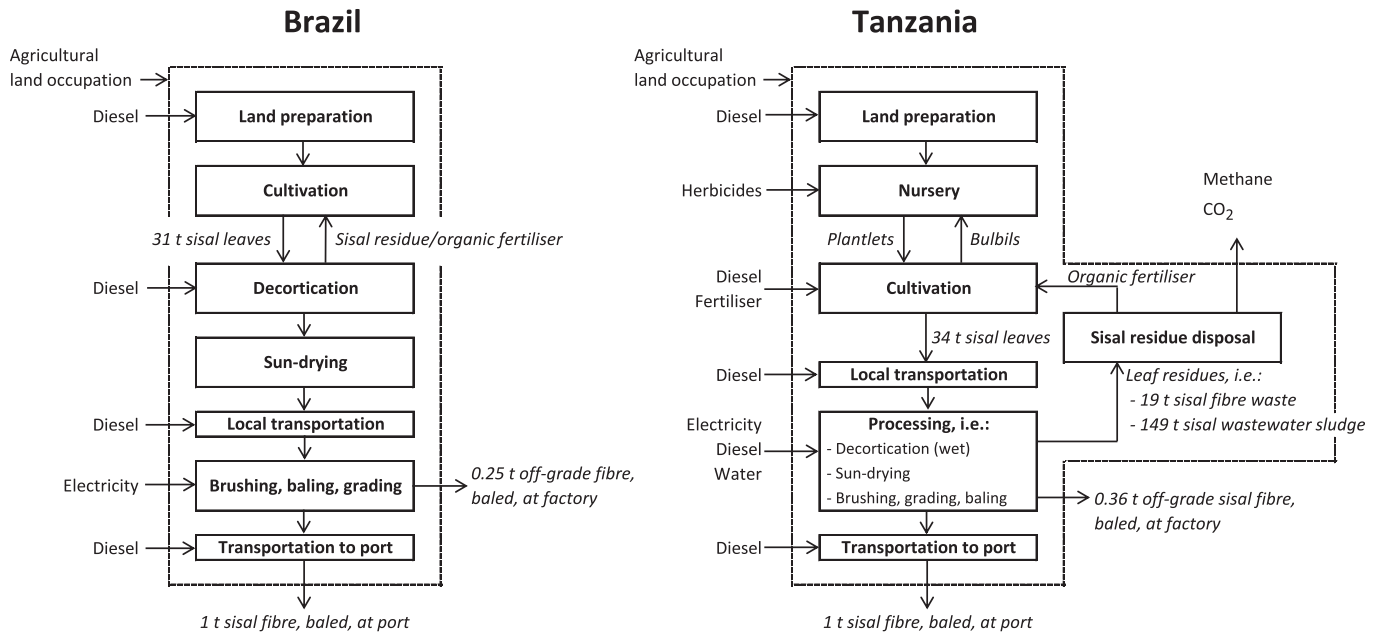 Brazil
Agricultural
land occupation
Diesel
Land preparation
Cultivation
31 t sisal leaves
Sisal residue/organic fertiliser
Diesel
Decortication
Sun-drying
Diesel
Local transportation
Electricity
Brushing, baling, grading
0.25 t off-grade fibre,
baled, at factory
Diesel
Transportation to port
1 t sisal fibre, baled, at port
Tanzania
Agricultural
land occupation
Diesel
Land preparation
Herbicides
Nursery
Plantlets
Bulbils
Diesel
Fertiliser
Cultivation
Organic fertiliser
Methane
CO2
34 t sisal leaves
Sisal residue disposal
Diesel
Local transportation
Leaf residues, i.e.:
- 19 t sisal fibre waste
- 149 t sisal wastewater sludge
Electricity
Diesel
Water
Processing, i.e.:
- Decortication (wet)
- Sun-drying
- Brushing, grading, baling
0.36 t off-grade sisal fibre,
baled, at factory
Diesel
Transportation to port
1 t sisal fibre, baled, at port